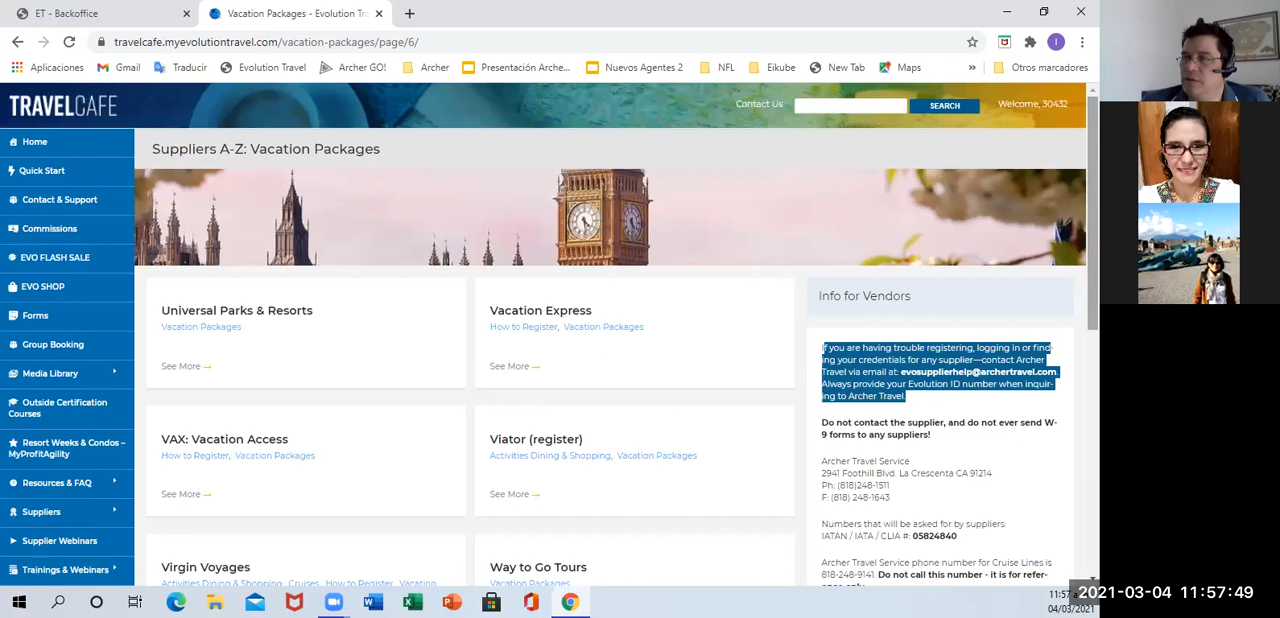 ET - Backoffice
Vacation Packages - Evolution Tr
travelcafe.myevolutiontravel.com/vacation-packages/page/6/
I
Aplicaciones
Gmail
Traducir
Evolution Travel
Archer GO!
Archer
Presentación Arche...
Nuevos Agentes 2
NFL
Eikube
New Tab
Maps
»
Otros marcadores
TRAVELCAFE
Contact Us
SEARCH
Welcome, 30432
Home
Quick Start
Contact & Support
Commissions
EVO FLASH SALE
EVO SHOP
Forms
Group Booking
Media Library
Outside Certification
Courses
Resort Weeks & Condos –
MyProfitAgility
Resources & FAQ
Suppliers
Supplier Webinars
Trainings & Webinars
Suppliers A-Z: Vacation Packages
Universal Parks & Resorts
Vacation Packages
See More →
Vacation Express
How to Register, Vacation Packages
See More →
VAX: Vacation Access
How to Register, Vacation Packages
See More →
Viator (register)
Activities Dining & Shopping, Vacation Packages
See More →
Virgin Voyages
Activities Dining & Shopping, Cruises, How to Register, Vacation
Way to Go Tours
Vacation Packages
Info for Vendors
If you are having trouble registering, logging in or find-
ing your credentials for any supplier—contact Archer
Travel via email at: evosupplierhelp@archertravel.com.
Always provide your Evolution ID number when inquir-
ing to Archer Travel.
Do not contact the supplier, and do not ever send W-
9 forms to any suppliers!
Archer Travel Service
2941 Foothill Blvd. La Crescenta CA 91214
Ph: (818)248-1511
F: (818) 248-1643
Numbers that will be asked for by suppliers:
IATAN / IATA / CLIA #: 05824840
Archer Travel Service phone number for Cruise Lines is
818-248-9141. Do not call this number - it is for refer-
ence only.
11:57 a
04/03/2021
2021-03-04 11:57:49